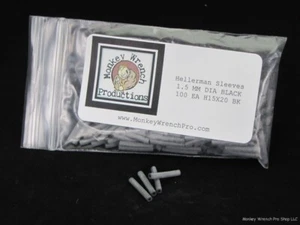 Monkey Wrench
Productions
Hellerman Sleeves
1.5 MM DIA BLACK
100 EA H15X20 BK
www.MonkeyWrenchPro.com
Monkey Wrench Pro Shop LLC